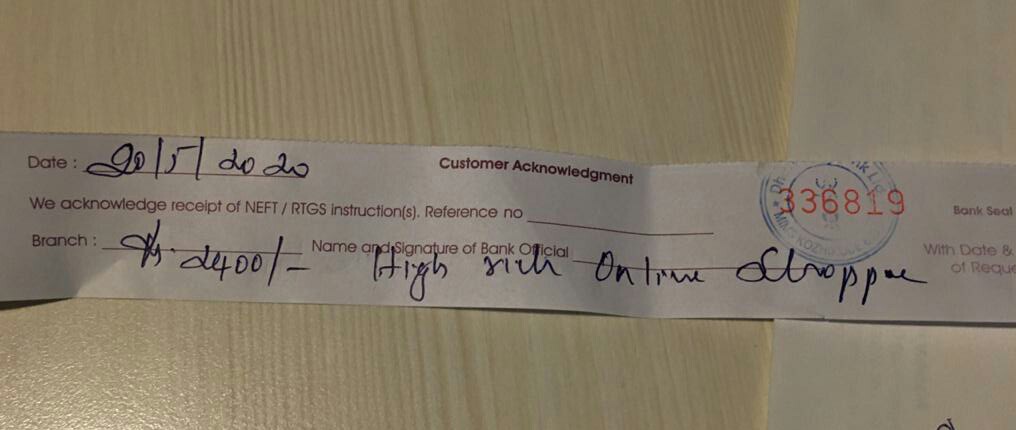 Date : 20/5/2020
Customer Acknowledgment
336819
We acknowledge receipt of NEFT / RTGS instruction(s). Reference no
Bank Seal
Branch : Rs. 2400/-
Name and Signature of Bank Official
With Date &
of Reque
High rich Online Shoppe